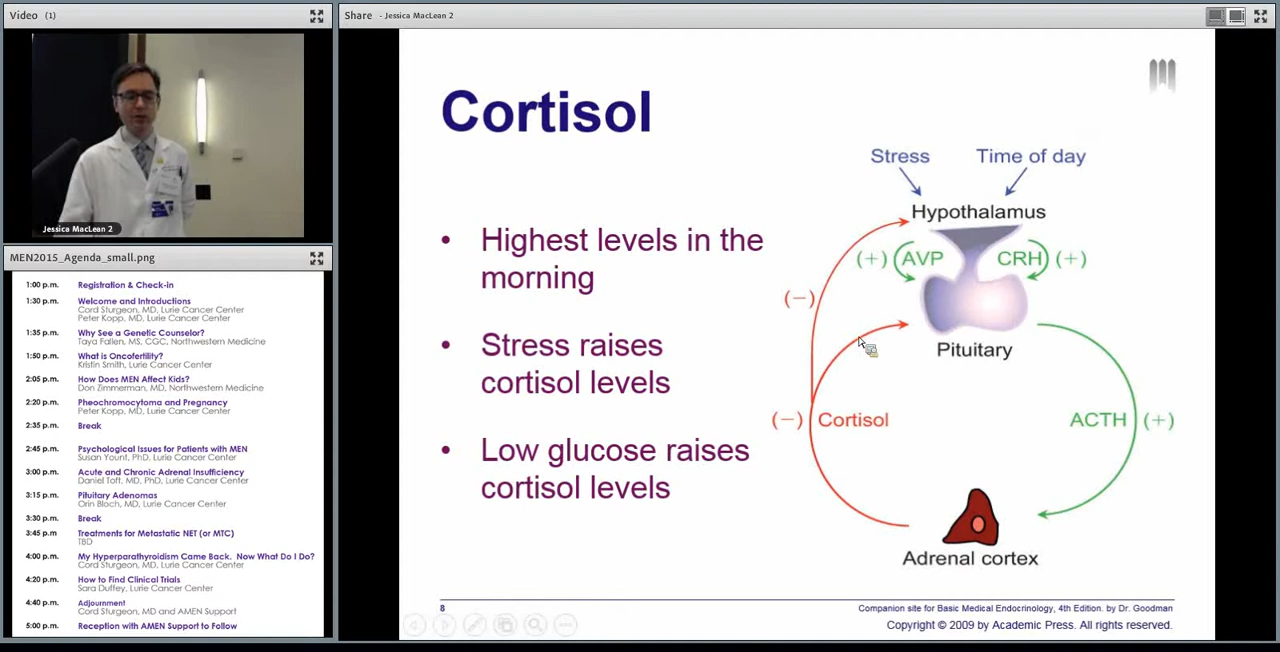 Video (1)
Jessica MacLean 2
MEN2015_Agenda_small.png
1:00 p.m. Registration & Check-in
1:30 p.m. Welcome and Introductions
Cord Sturgeon, MD, Lurie Cancer Center
Peter Kopp, MD, Lurie Cancer Center
1:35 p.m. Why See a Genetic Counselor?
Taya Fallen, MS, CGC, Northwestern Medicine
1:50 p.m. What is Oncofertility?
Kristin Smith, Lurie Cancer Center
2:05 p.m. How Does MEN Affect Kids?
Don Zimmerman, MD, Northwestern Medicine
2:20 p.m. Pheochromocytoma and Pregnancy
Peter Kopp, MD, Lurie Cancer Center
2:35 p.m. Break
2:45 p.m. Psychological Issues for Patients with MEN
Susan Yount, PhD, Lurie Cancer Center
3:00 p.m. Acute and Chronic Adrenal Insufficiency
Daniel Toft, MD, PhD, Lurie Cancer Center
3:15 p.m. Pituitary Adenomas
Orin Bloch, MD, Lurie Cancer Center
3:30 p.m. Break
3:45 p.m Treatments for Metastatic NET (or MTC)
TBD
4:00 p.m. My Hyperparathyroidism Came Back. Now What Do I Do?
Cord Sturgeon, MD, Lurie Cancer Center
4:20 p.m. How to Find Clinical Trials
Sara Duffey, Lurie Cancer Center
4:40 p.m. Adjournment
Cord Sturgeon, MD and AMEN Support
5:00 p.m. Reception with AMEN Support to Follow
Share - Jessica MacLean 2
Cortisol
• Highest levels in the
morning
• Stress raises
cortisol levels
• Low glucose raises
cortisol levels
Stress Time of day
Hypothalamus
(+) AVP CRH (+)
(−)
Pituitary
(−) Cortisol ACTH (+)
Adrenal cortex
8
Companion site for Basic Medical Endocrinology, 4th Edition. by Dr. Goodman
Copyright © 2009 by Academic Press. All rights reserved.